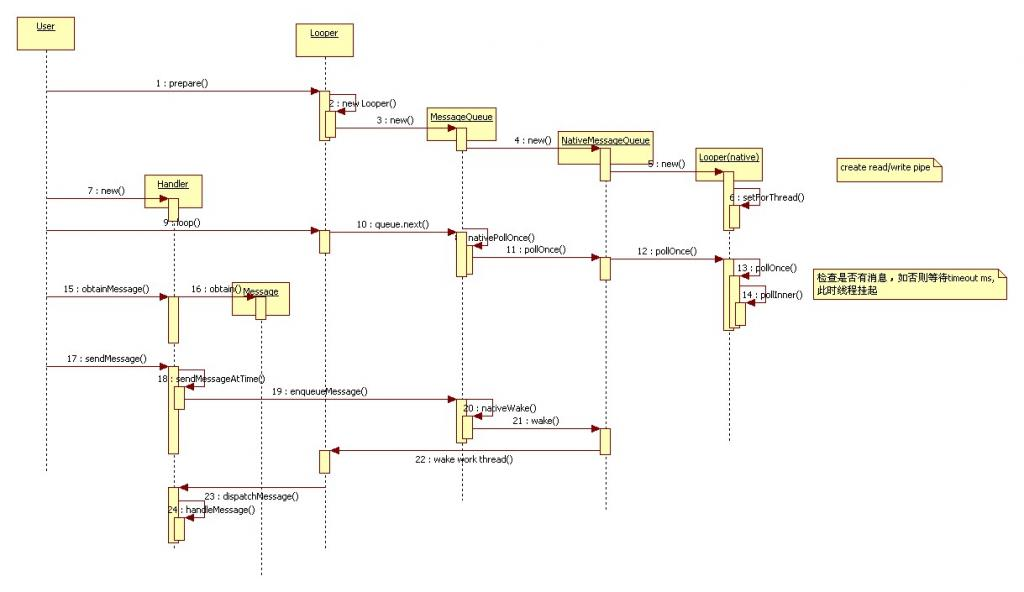 User
Looper
1 : prepare()
2 : new Looper()
3 : new()
MessageQueue
4 : new()
NativeMessageQueue
5 : new()
Looper(native)
create read/write pipe
6 : setForThread()
Handler
7 : new()
9 : loop()
10 : queue.next()
nativePollOnce()
11 : pollOnce()
12 : pollOnce()
13 : pollOnce()
检查是否有消息，如否则等待timeout ms,
此时线程挂起
14 : pollInner()
15 : obtainMessage()
16 : obtain()
Message
17 : sendMessage()
18 : sendMessageAtTime()
19 : enqueueMessage()
20 : nativeWake()
21 : wake()
22 : wake work thread()
23 : dispatchMessage()
24 : handleMessage()